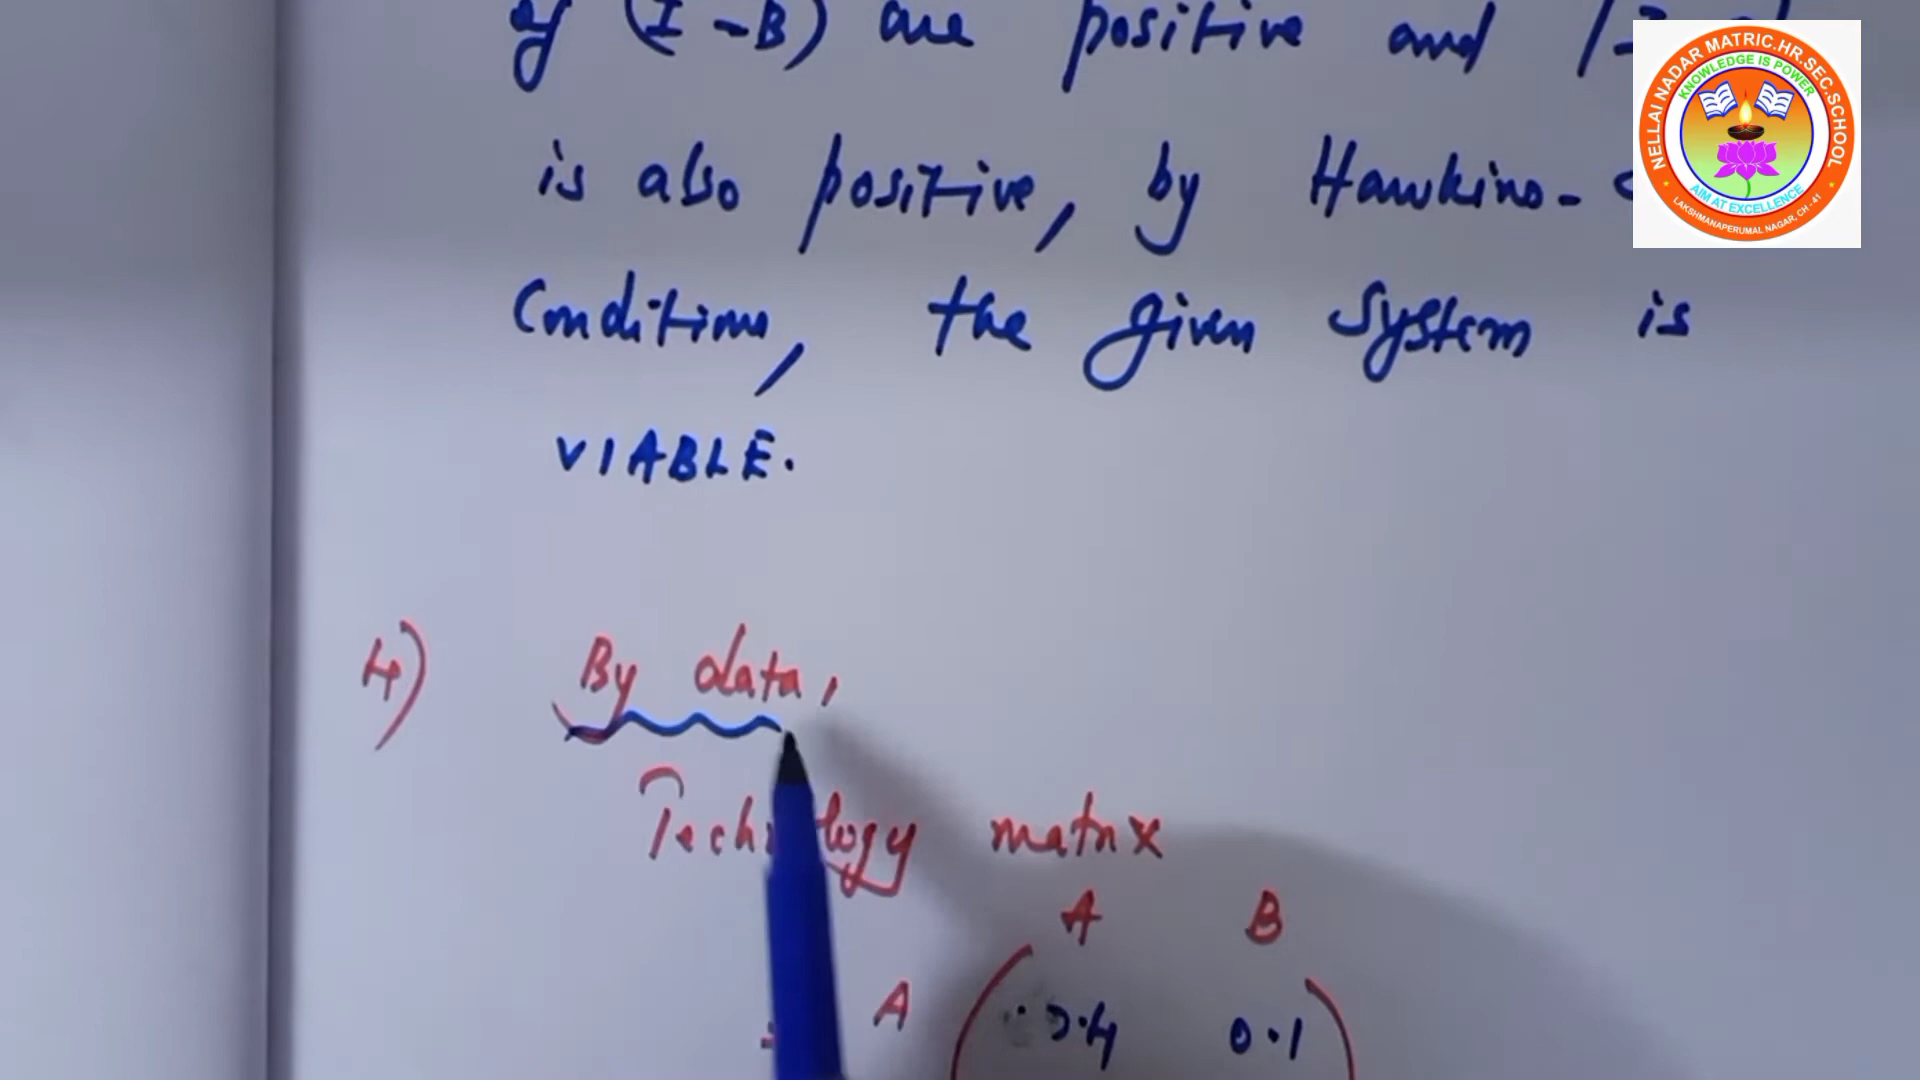 of (I-B) are positive and
is also positive, by Hawkins-
Conditions, the given System is
VIABLE.
4) By data,
Technology matrix
A B
A 0.4 0.1
NELLAI NADAR MATRIC.HR.SEC.SCHOOL
KNOWLEDGE IS POWER
AIM AT EXCELLENCE
LAKSHMANAPERUMAL NAGAR, CH - 41